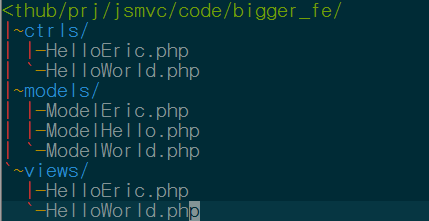 <thub/prj/jsmvc/code/bigger_fe/
|~ctrls/
| |-HelloEric.php
| `-HelloWorld.php
|~models/
| |-ModelEric.php
| |-ModelHello.php
| `-ModelWorld.php
`~views/
  |-HelloEric.php
  `-HelloWorld.php